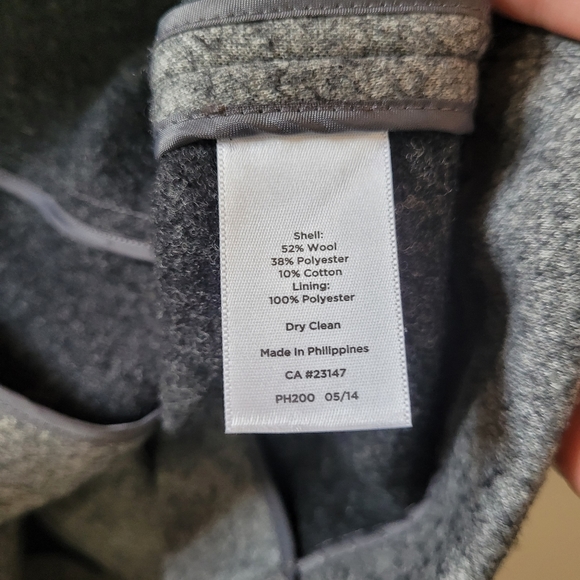 Shell:
52% Wool
38% Polyester
10% Cotton
Lining:
100% Polyester
Dry Clean
Made in Philippines
CA #23147
PH200 05/14